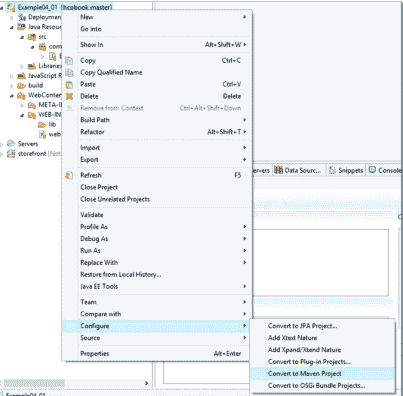 Example04_01 [hcpbook master]
Deploymen
Java Resour
src
com
Libraries
JavaScript R
build
WebConten
META-I
WEB-IN
lib
web
Servers
storefront [Net
New
Go Into
Show In Alt+Shift+W
Copy Ctrl+C
Copy Qualified Name
Paste Ctrl+V
Delete Delete
Remove from Context Ctrl+Alt+Shift+Down
Build Path
Refactor Alt+Shift+T
Import
Export
Refresh F5
Close Project
Close Unrelated Projects
Validate
Profile As
Debug As
Run As
Replace With
Restore from Local History...
Java EE Tools
Team
Compare with
Configure
Source
Properties Alt+Enter
ervers Data Sourc... Snippets Console
Convert to JPA Project...
Add Xtext Nature
Add Xpand/Xtend Nature
Convert to Plug-in Projects...
Convert to Maven Project
Convert to OSGi Bundle Projects...
Example04_01